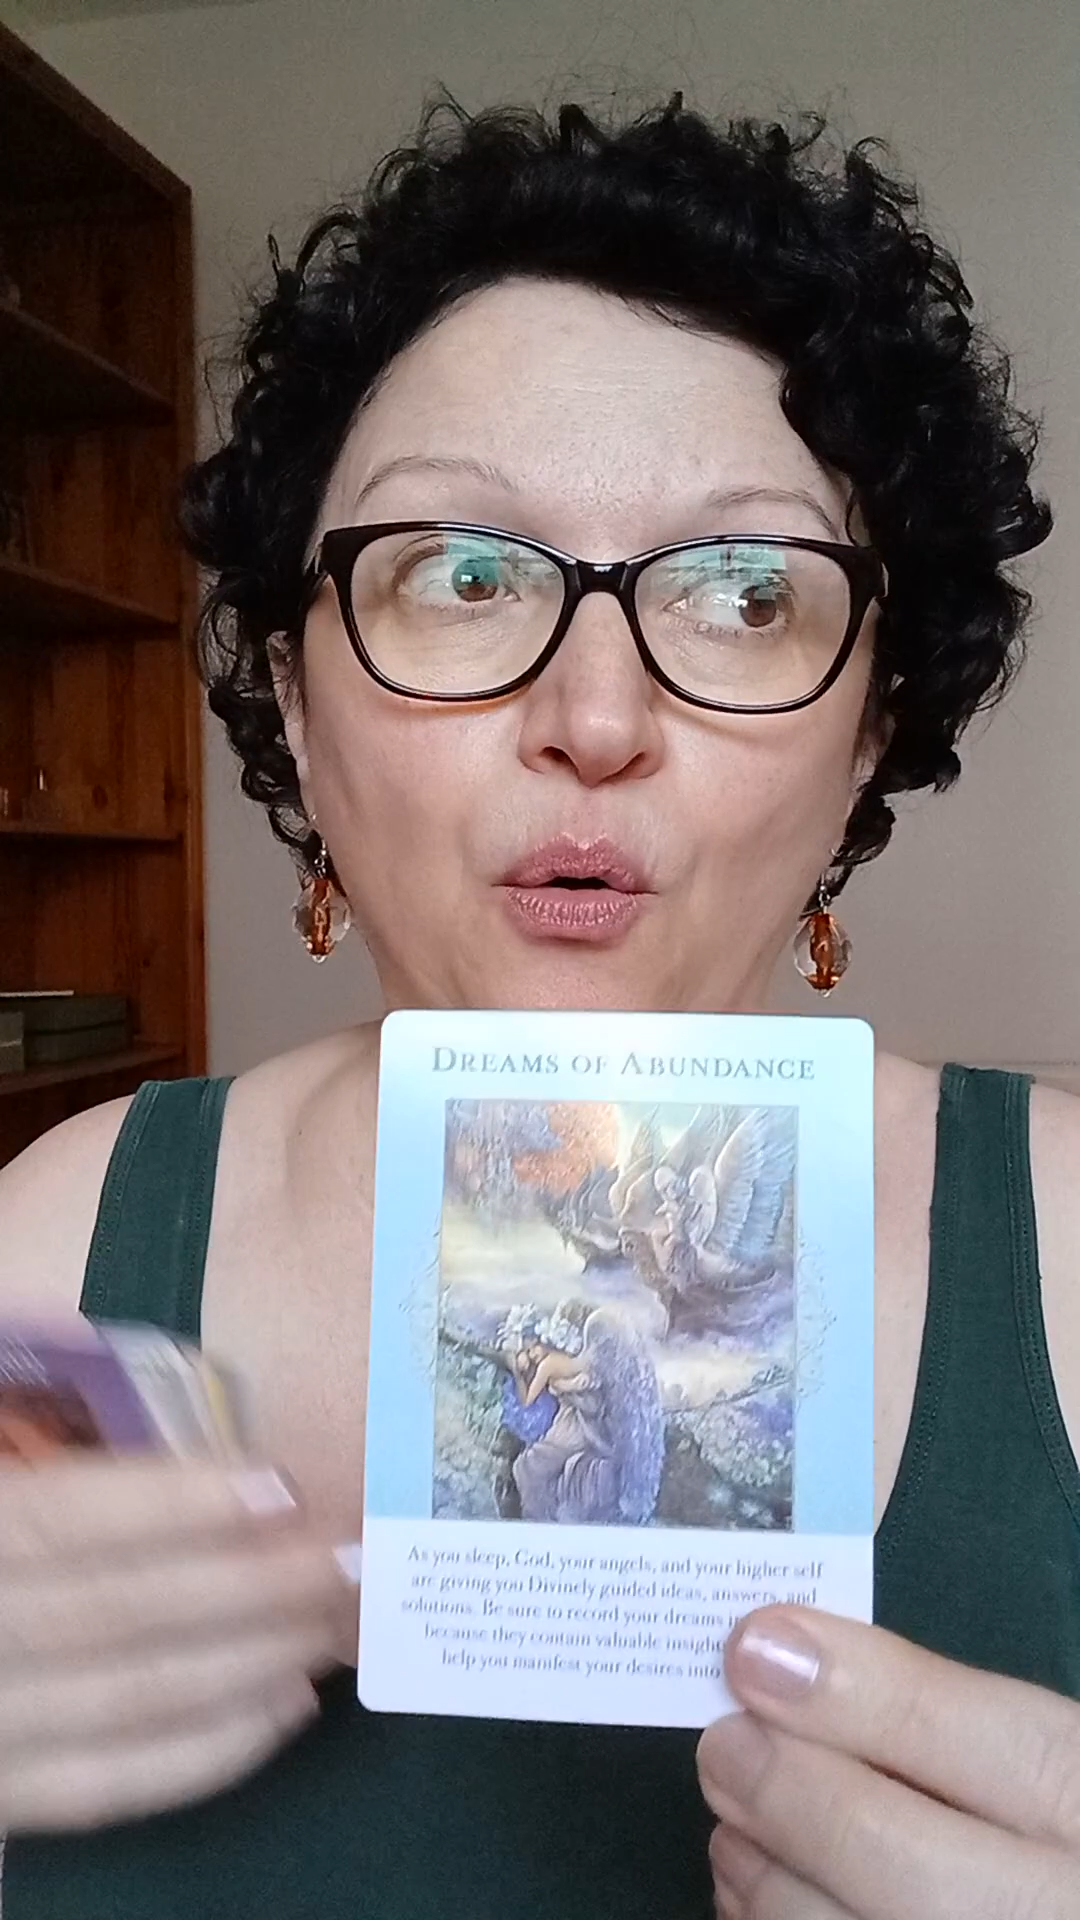 DREAMS OF ABUNDANCE
As you sleep, God, your angels, and your higher self
are giving you Divinely guided ideas, answers, and
solutions. Be sure to record your dreams
because they contain valuable
help you manifest your desires into